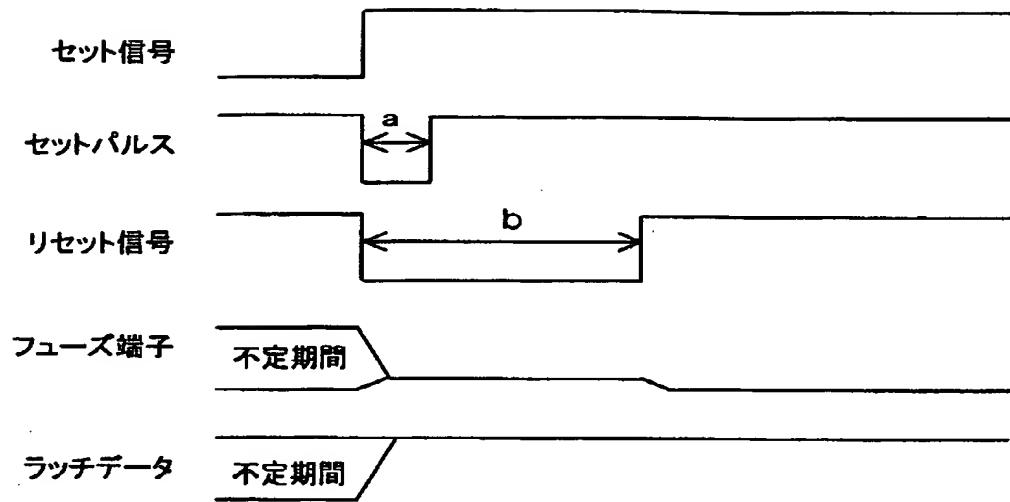 セット信号
セットパルス
a
リセット信号
b
フューズ端子
不定期間
ラッチデータ
不定期間